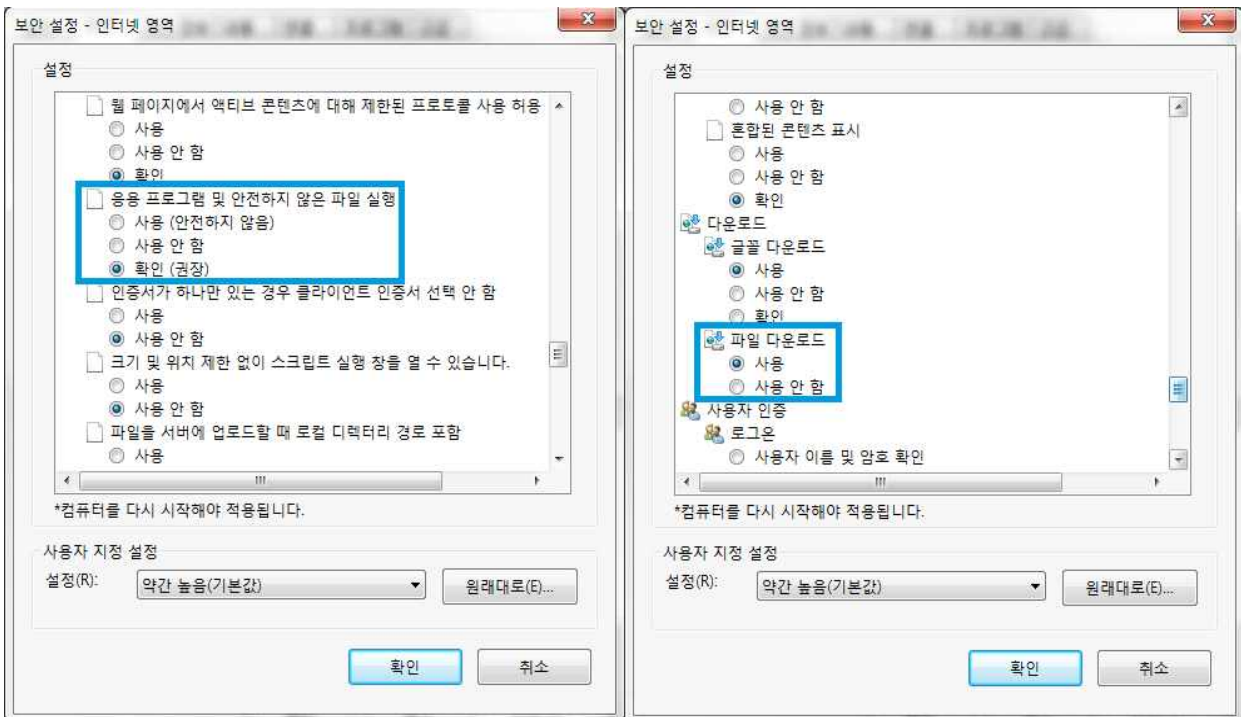 보안 설정 - 인터넷 영역
설정
웹 페이지에서 액티브 콘텐츠에 대해 제한된 프로토콜 사용 허용
사용
사용 안 함
확인
응용 프로그램 및 안전하지 않은 파일 실행
사용 (안전하지 않음)
사용 안 함
확인 (권장)
인증서가 하나만 있는 경우 클라이언트 인증서 선택 안 함
사용
사용 안 함
크기 및 위치 제한 없이 스크립트 실행 창을 열 수 있습니다.
사용
사용 안 함
파일을 서버에 업로드할 때 로컬 디렉터리 경로 포함
사용
*컴퓨터를 다시 시작해야 적용됩니다.
사용자 지정 설정
설정(R): 약간 높음(기본값) 원래대로(E)...
확인 취소
보안 설정 - 인터넷 영역
설정
사용 안 함
혼합된 콘텐츠 표시
사용
사용 안 함
확인
다운로드
글꼴 다운로드
사용
사용 안 함
확인
파일 다운로드
사용
사용 안 함
사용자 인증
로그온
사용자 이름 및 암호 확인
*컴퓨터를 다시 시작해야 적용됩니다.
사용자 지정 설정
설정(R): 약간 높음(기본값) 원래대로(E)...
확인 취소